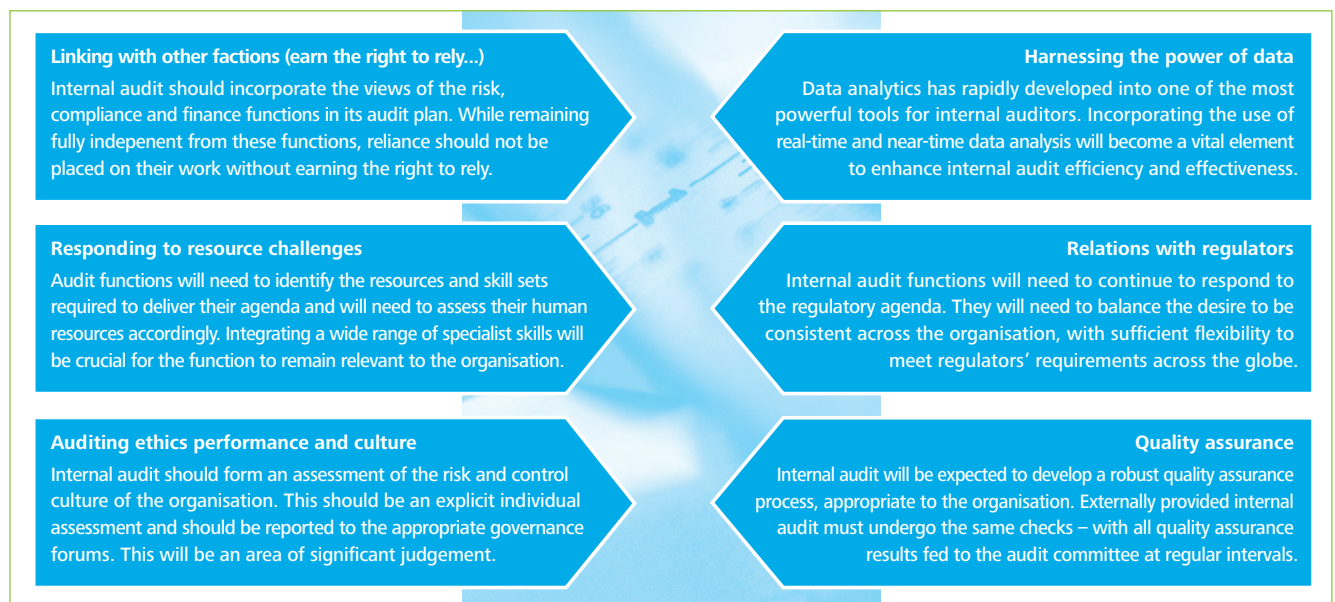 Linking with other factions (earn the right to rely...)
Internal audit should incorporate the views of the risk,
compliance and finance functions in its audit plan. While remaining
fully indepenent from these functions, reliance should not be
placed on their work without earning the right to rely.
Harnessing the power of data
Data analytics has rapidly developed into one of the most
powerful tools for internal auditors. Incorporating the use of
real-time and near-time data analysis will become a vital element
to enhance internal audit efficiency and effectiveness.
Responding to resource challenges
Audit functions will need to identify the resources and skill sets
required to deliver their agenda and will need to assess their human
resources accordingly. Integrating a wide range of specialist skills will
be crucial for the function to remain relevant to the organisation.
Relations with regulators
Internal audit functions will need to continue to respond to
the regulatory agenda. They will need to balance the desire to be
consistent across the organisation, with sufficient flexibility to
meet regulators’ requirements across the globe.
Auditing ethics performance and culture
Internal audit should form an assessment of the risk and control
culture of the organisation. This should be an explicit individual
assessment and should be reported to the appropriate governance
forums. This will be an area of significant judgement.
Quality assurance
Internal audit will be expected to develop a robust quality assurance
process, appropriate to the organisation. Externally provided internal
audit must undergo the same checks – with all quality assurance
results fed to the audit committee at regular intervals.